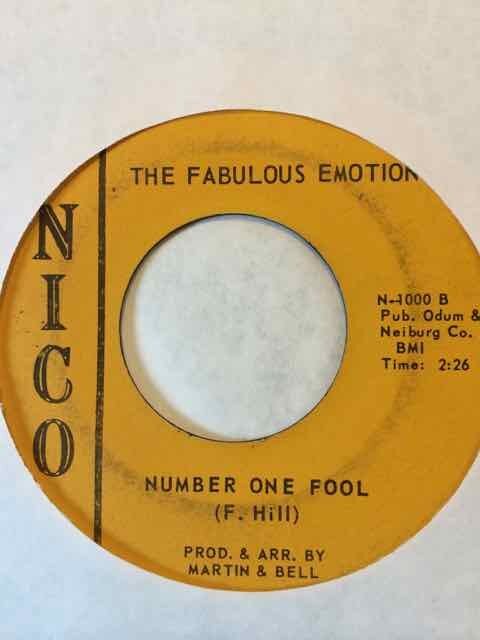 THE FABULOUS EMOTION
NICO
N-1000 B
Pub. Odum &
Neiburg Co.
BMI
Time: 2:26
NUMBER ONE FOOL
(F. Hill)
PROD. & ARR. BY
MARTIN & BELL